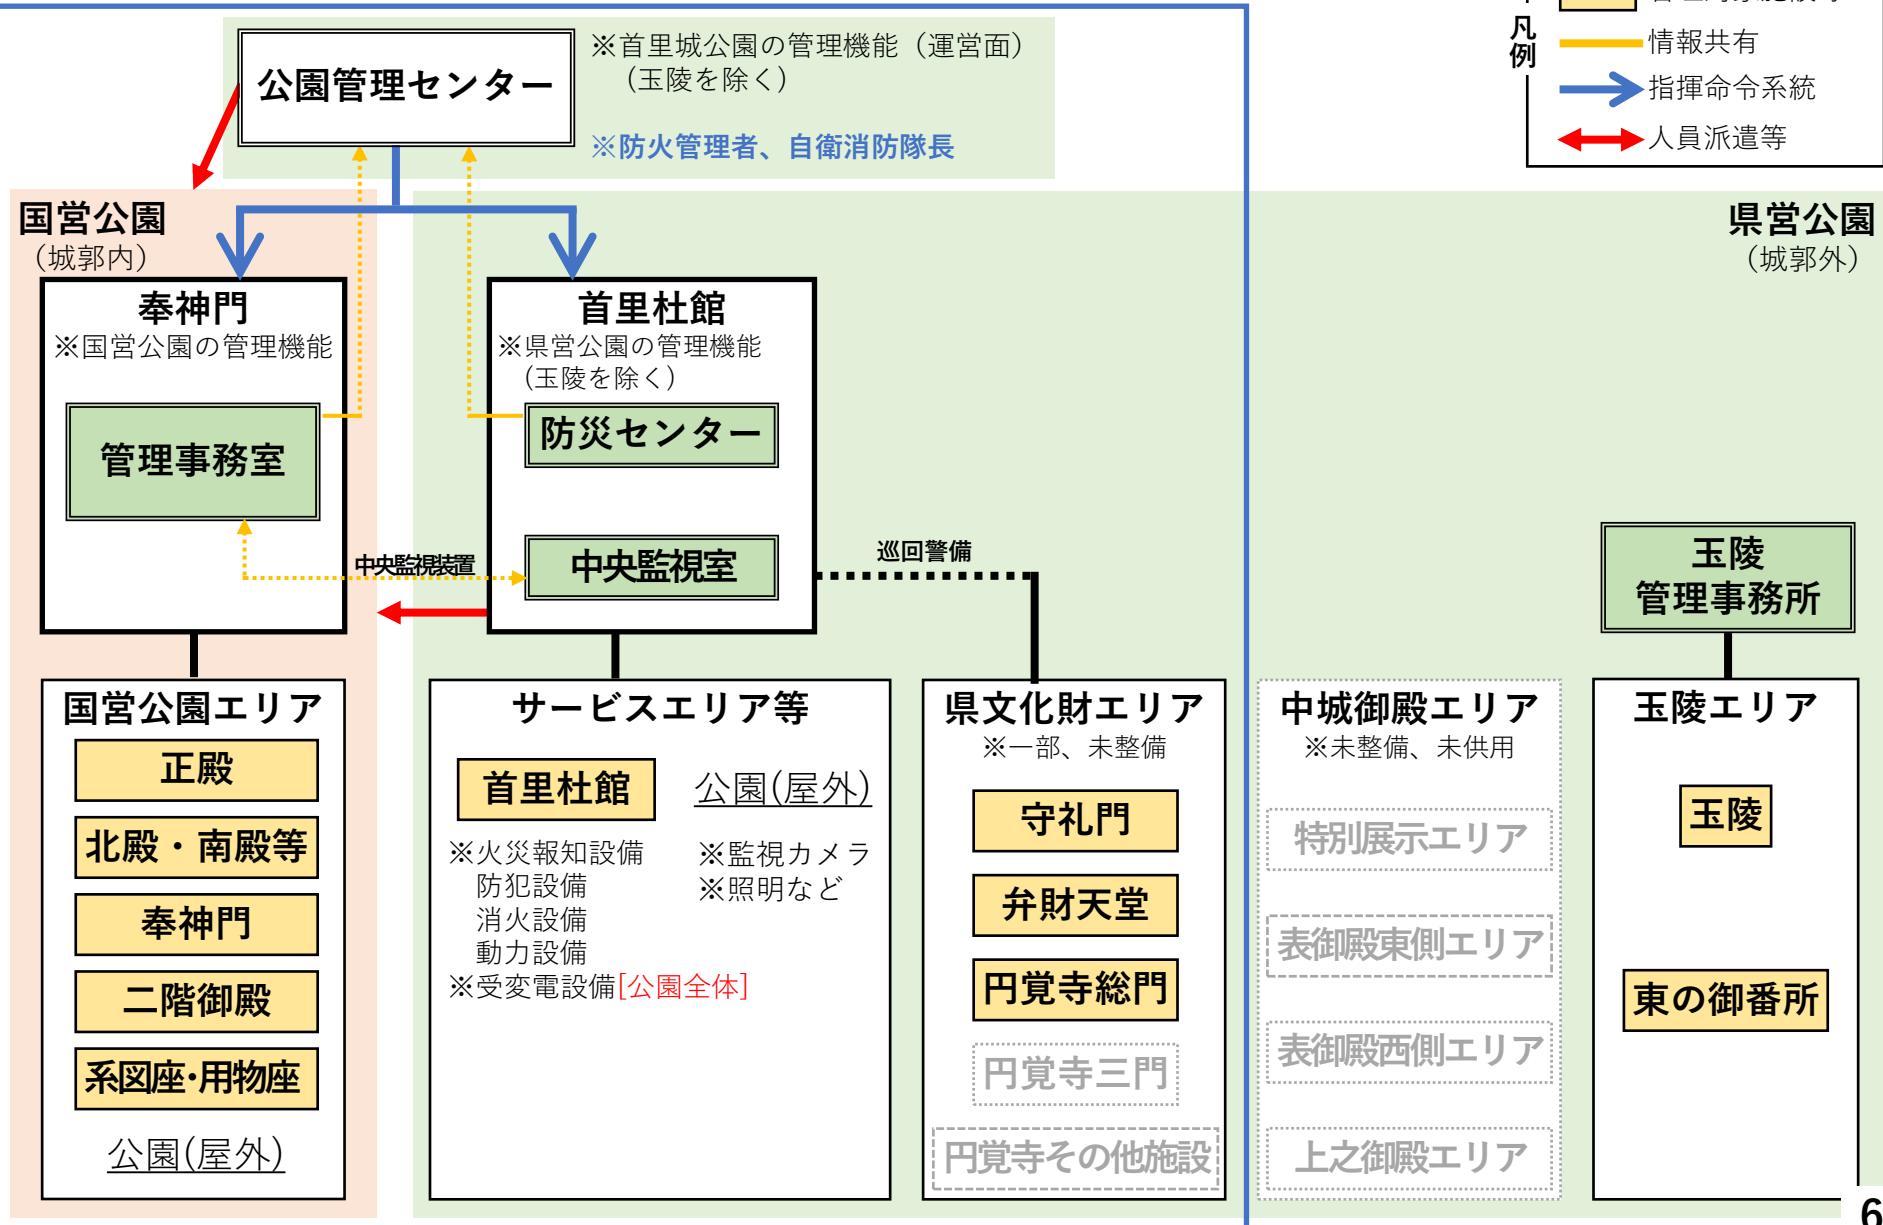 公園管理センター
※首里城公園の管理機能（運営面）
（玉陵を除く）
※防火管理者、自衛消防隊長
凡例
情報共有
指揮命令系統
人員派遣等
国営公園
（城郭内）
県営公園
（城郭外）
奉神門
※国営公園の管理機能
管理事務室
首里杜館
※県営公園の管理機能
(玉陵を除く）
防災センター
中央監視室
中央監視装置
巡回警備
玉陵
管理事務所
国営公園エリア
正殿
北殿・南殿等
奉神門
二階御殿
系図座・用物座
公園(屋外)
サービスエリア等
首里杜館
※火災報知設備
防犯設備
消火設備
動力設備
※受変電設備[公園全体]
公園(屋外)
※監視カメラ
※照明など
県文化財エリア
※一部、未整備
守礼門
弁財天堂
円覚寺総門
円覚寺三門
円覚寺その他施設
中城御殿エリア
※未整備、未供用
特別展示エリア
表御殿東側エリア
表御殿西側エリア
上之御殿エリア
玉陵エリア
玉陵
東の御番所
6